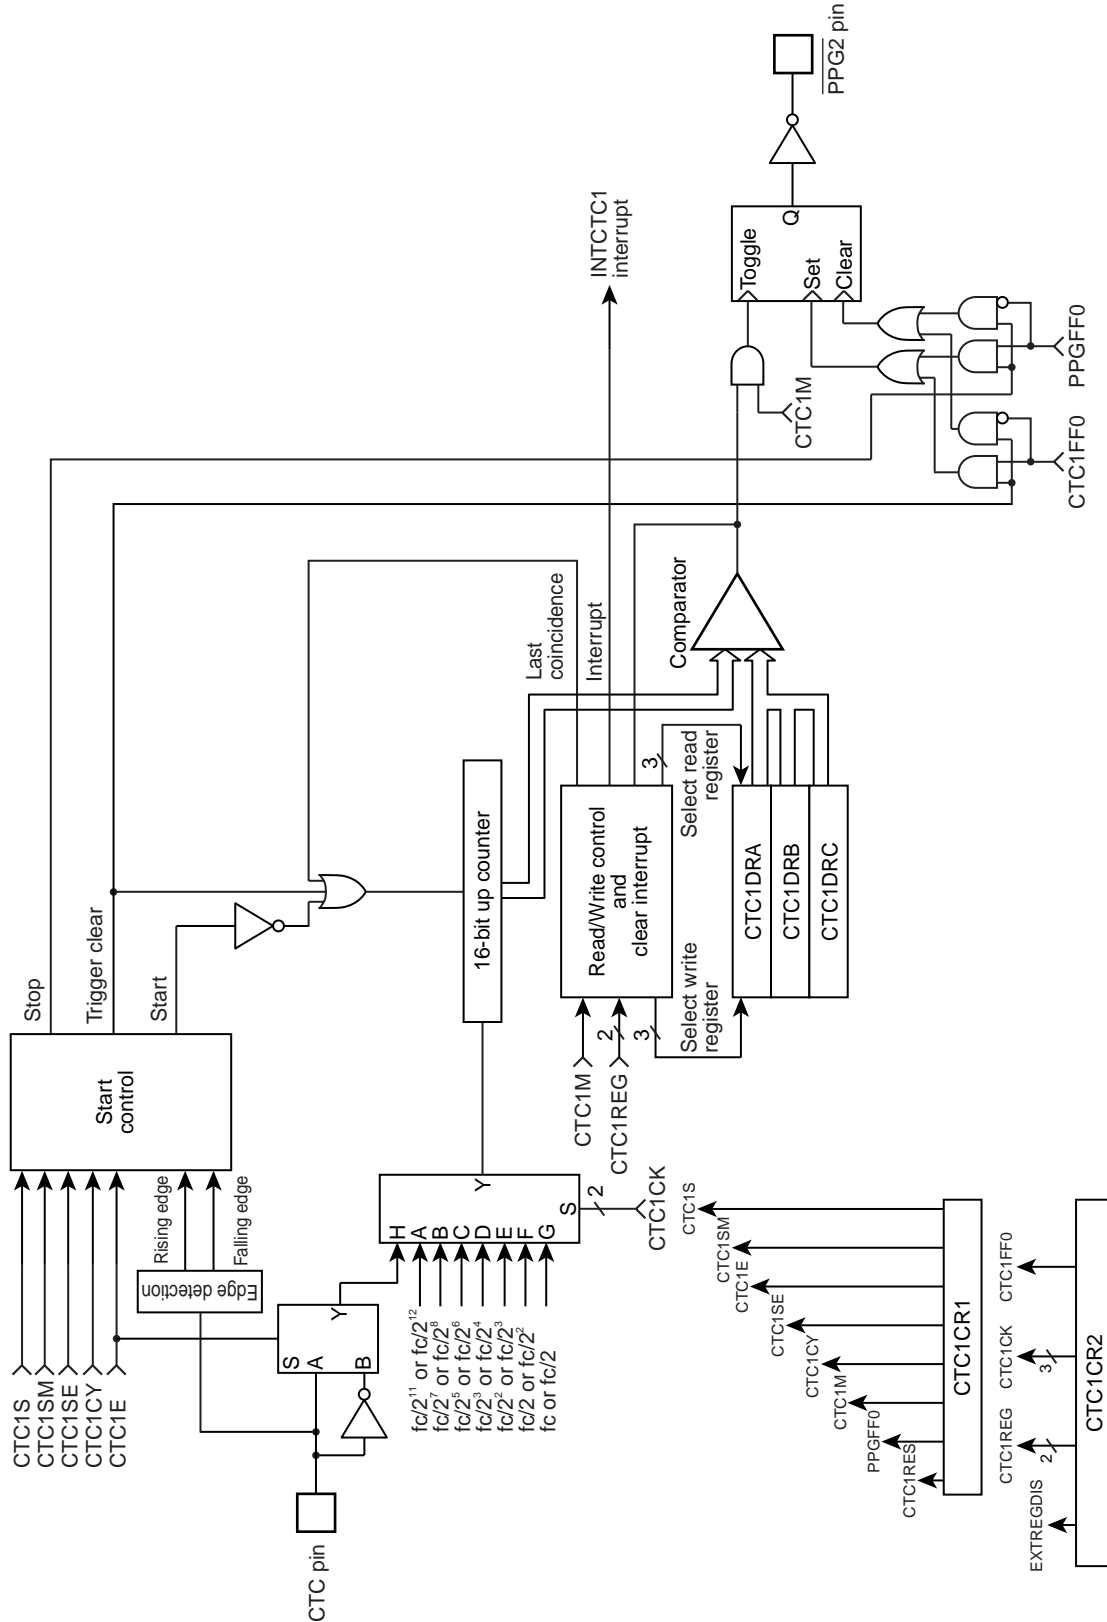 CTC pin
CTC1S
CTC1SM
CTC1SE
CTC1CY
CTC1E
Edge detection
Rising edge
Falling edge
Start
control
Stop
Trigger clear
Start
S
A
B
Y
H
A
B
C
D
E
F
G
Y
S
fc/2¹¹ or fc/2¹²
fc/2⁷ or fc/2⁸
fc/2⁵ or fc/2⁶
fc/2³ or fc/2⁴
fc/2² or fc/2³
fc/2 or fc/2²
fc or fc/2
2
CTC1CK
16-bit up counter
CTC1M
CTC1REG
2
3
Read/Write control
and
clear interrupt
Select write
register
Select read
register
3
Last
coincidence
Interrupt
CTC1DRA
CTC1DRB
CTC1DRC
Comparator
INTCTC1
interrupt
CTC1M
Toggle
Set
Clear
Q
PPG2 pin
CTC1FF0
PPGFF0
CTC1RES
PPGFF0
CTC1M
CTC1CY
CTC1SE
CTC1E
CTC1SM
CTC1S
CTC1CR1
EXTREGDIS
CTC1REG
2
CTC1CK
3
CTC1FF0
CTC1CR2